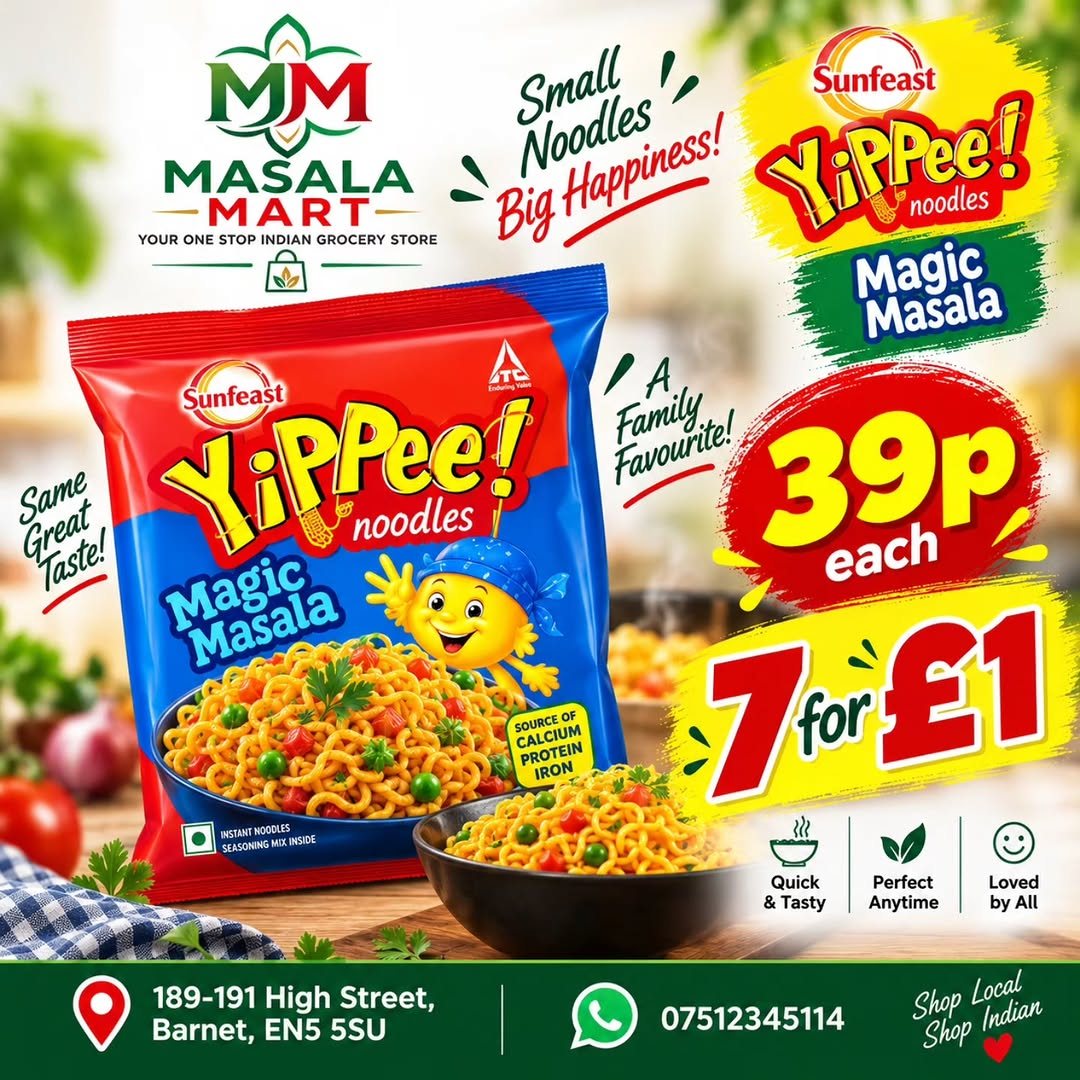 MM
MASALA
MART
YOUR ONE STOP INDIAN GROCERY STORE
Small
Noodles
Big Happiness!
Sunfeast
YiPPee!
noodles
Magic
Masala
Same
Great
Taste!
Sunfeast
ITC
Enduring Value
YiPPee!
noodles
Magic
Masala
SOURCE OF
CALCIUM
PROTEIN
IRON
INSTANT NOODLES
SEASONING MIX INSIDE
A
Family
Favourite!
39p
each
7 for £1
Quick
& Tasty
Perfect
Anytime
Loved
by All
189-191 High Street,
Barnet, EN5 5SU
07512345114
Shop Local
Shop Indian